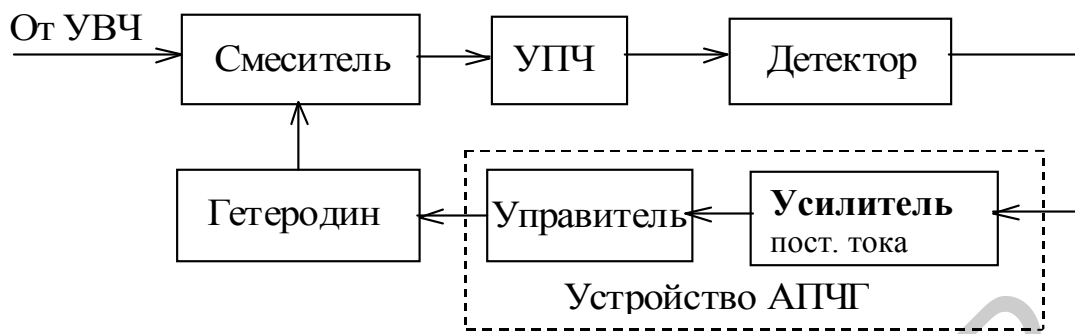 От УВЧ
Смеситель
УПЧ
Детектор
Гетеродин
Управитель
Усилитель
пост. тока
Устройство АПЧГ